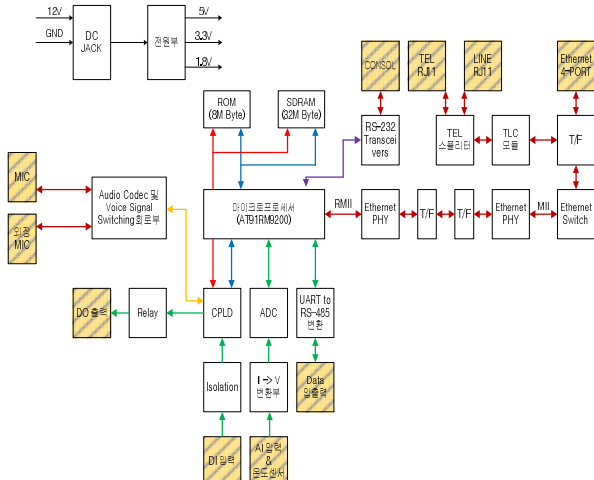 12V
GND
DC
JACK
전원부
5V
3.3V
1.8V
ROM
(8M Byte)
SDRAM
(32M Byte)
CONSOL
TEL
RJ11
LINE
RJ11
Ethernet
4-PORT
RS-232
Transcei
vers
TEL
스플리터
TLC
모듈
T/F
MIC
외장
MIC
Audio Codec 및
Voice Signal
Switching회로부
마이크로프로세서
(AT91RM9200)
RMII
Ethernet
PHY
T/F
T/F
Ethernet
PHY
MII
Ethernet
Switch
DO 출력
Relay
CPLD
ADC
UART to
RS-485
변환
Isolation
I -> V
변환부
Data
입출력
DI 입력
AI 입력
&
온도센서